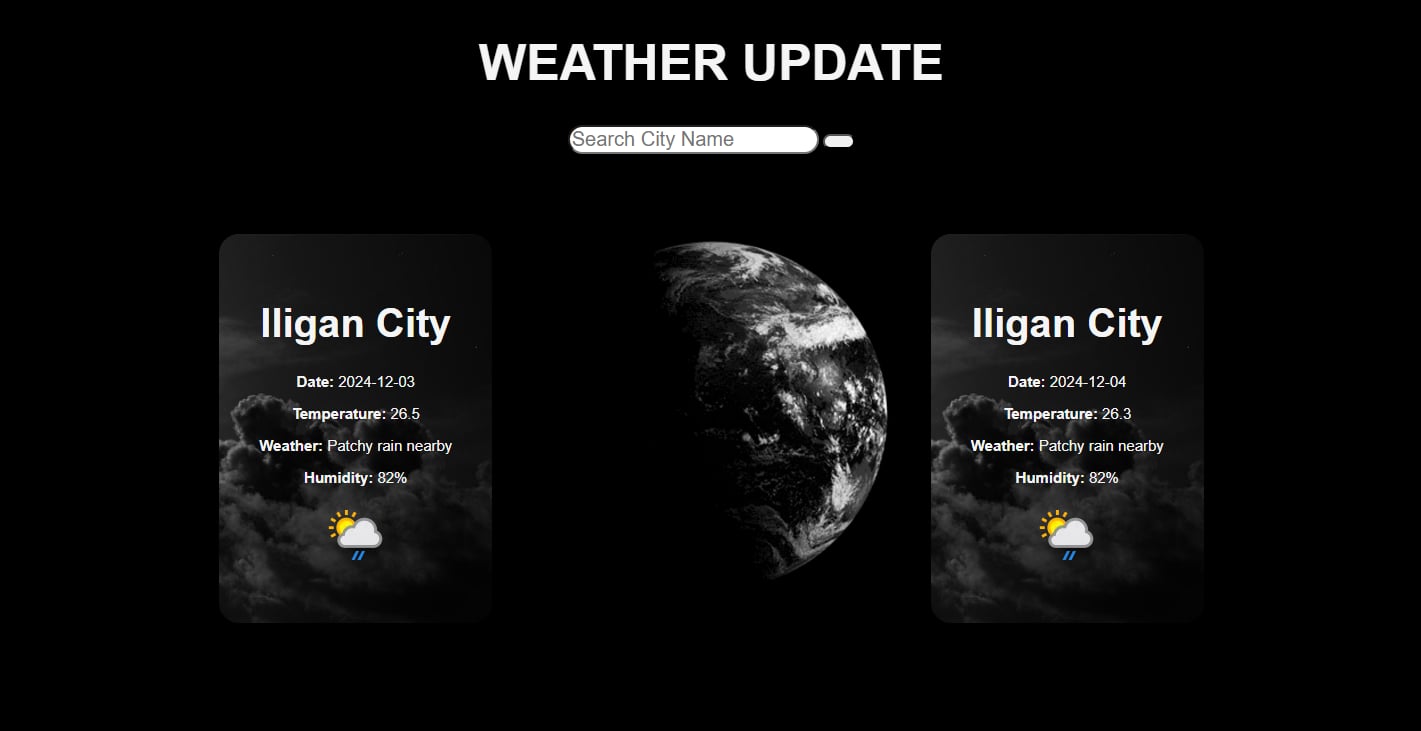 WEATHER UPDATE
Search City Name
Iligan City
Date: 2024-12-03
Temperature: 26.5
Weather: Patchy rain nearby
Humidity: 82%
Iligan City
Date: 2024-12-04
Temperature: 26.3
Weather: Patchy rain nearby
Humidity: 82%